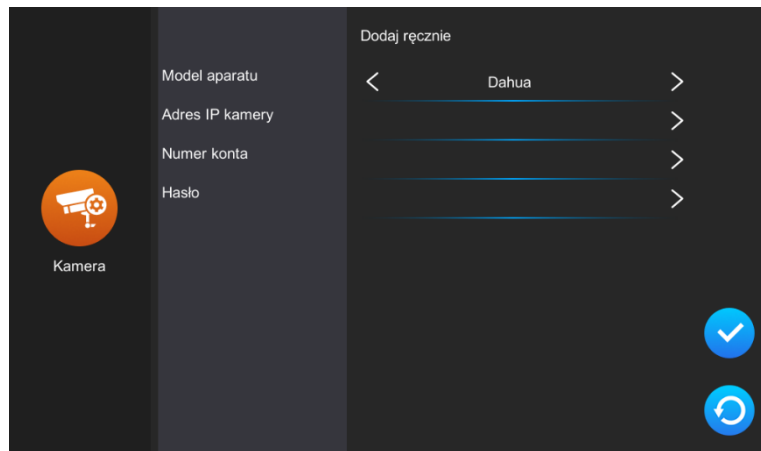 Dodaj ręcznie
Model aparatu
Dahua
Adres IP kamery
Numer konta
Hasło
Kamera